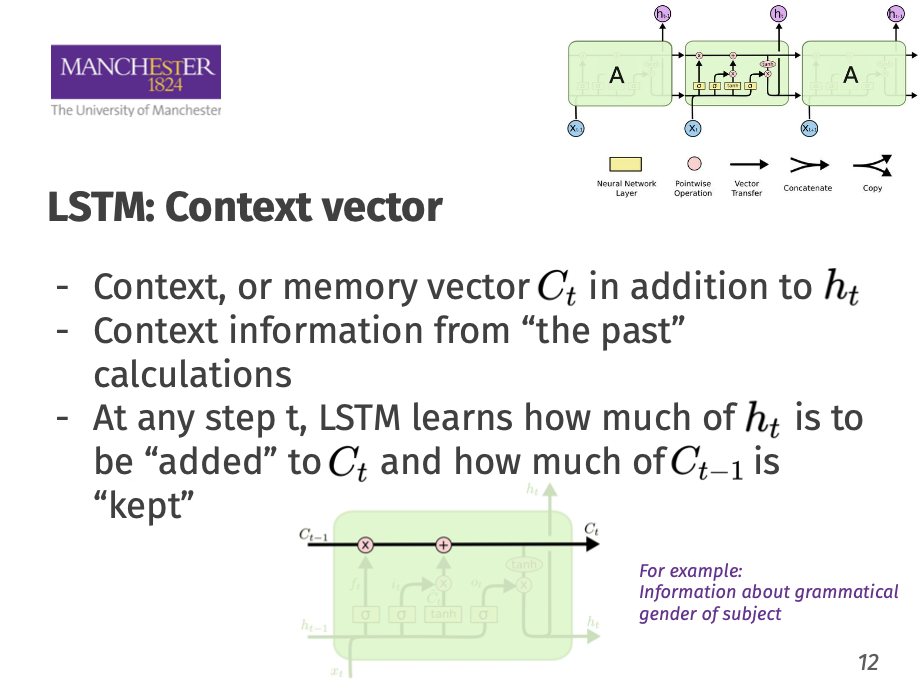 MANCHESTER
1824
The University of Manchester
h_{t-1} h_t h_{t+1}
A A
tanh
σ σ tanh σ
x_{t-1} x_t x_{t+1}
Neural Network Layer
Pointwise Operation
Vector Transfer
Concatenate
Copy
LSTM: Context vector
- Context, or memory vector C_t in addition to h_t
- Context information from “the past”
calculations
- At any step t, LSTM learns how much of h_t is to
be “added” to C_t and how much of C_{t-1} is
“kept”
h_t
C_{t-1} C_t
tanh
f_t i_t C̃_t o_t
σ σ tanh σ
h_{t-1} h_t
x_t
For example:
Information about grammatical
gender of subject
12